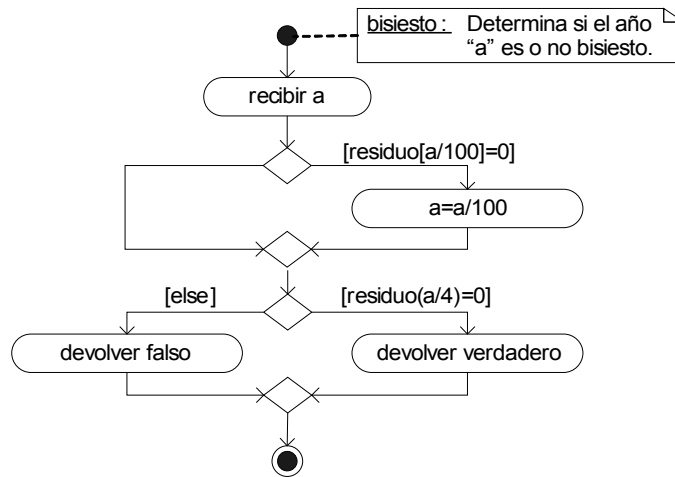 bisiesto : Determina si el año
“a” es o no bisiesto.
recibir a
[residuo[a/100]=0]
a=a/100
[else]
[residuo(a/4)=0]
devolver falso
devolver verdadero